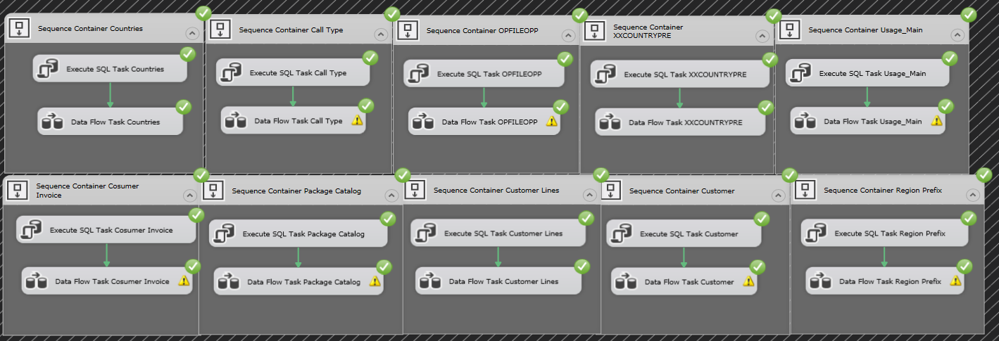 Sequence Container Countries
Sequence Container Call Type
Sequence Container OPFILEOPP
Sequence Container
XXCOUNTRYPRE
Sequence Container Usage_Main
Execute SQL Task Countries
Execute SQL Task Call Type
Execute SQL Task OPFILEOPP
Execute SQL Task XXCOUNTRYPRE
Execute SQL Task Usage_Main
Data Flow Task Countries
Data Flow Task Call Type
Data Flow Task OPFILEOPP
Data Flow Task XXCOUNTRYPRE
Data Flow Task Usage_Main
Sequence Container Cosumer
Invoice
Sequence Container Package Catalog
Sequence Container Customer Lines
Sequence Container Customer
Sequence Container Region Prefix
Execute SQL Task Cosumer Invoice
Execute SQL Task Package Catalog
Execute SQL Task Customer Lines
Execute SQL Task Customer
Execute SQL Task Region Prefix
Data Flow Task Cosumer Invoice
Data Flow Task Package Catalog
Data Flow Task Customer Lines
Data Flow Task Customer
Data Flow Task Region Prefix